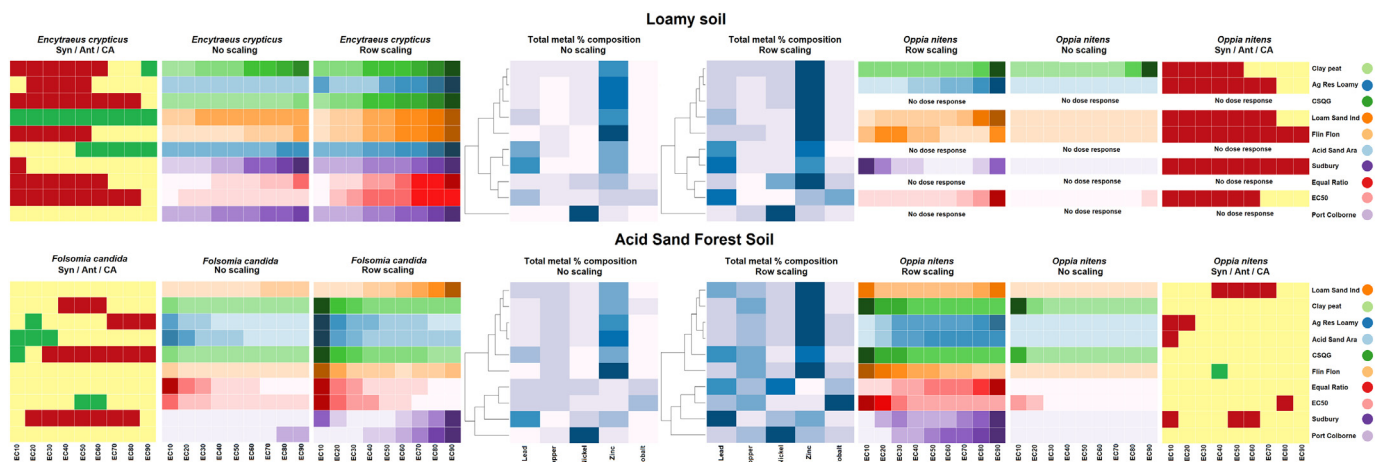 Loamy soil
Encytraeus crypticus
Syn / Ant / CA
Encytraeus crypticus
No scaling
Encytraeus crypticus
Row scaling
Total metal % composition
No scaling
Total metal % composition
Row scaling
Oppia nitens
Row scaling
Oppia nitens
No scaling
Oppia nitens
Syn / Ant / CA
Clay peat
Ag Res Loamy
No dose response No dose response No dose response CSQG
Loam Sand Ind
Flin Flon
No dose response No dose response No dose response Acid Sand Ara
Sudbury
No dose response No dose response No dose response Equal Ratio
EC50
No dose response No dose response No dose response Port Colborne
Acid Sand Forest Soil
Folsomia candida
Syn / Ant / CA
Folsomia candida
No scaling
Folsomia candida
Row scaling
Total metal % composition
No scaling
Total metal % composition
Row scaling
Oppia nitens
Row scaling
Oppia nitens
No scaling
Oppia nitens
Syn / Ant / CA
Loam Sand Ind
Clay peat
Ag Res Loamy
Acid Sand Ara
CSQG
Flin Flon
Equal Ratio
EC50
Sudbury
Port Colborne
EC10 EC20 EC30 EC40 EC50 EC60 EC70 EC80 EC90
EC10 EC20 EC30 EC40 EC50 EC60 EC70 EC80 EC90
EC10 EC20 EC30 EC40 EC50 EC60 EC70 EC80 EC90
Lead opper lickel Zinc obalt
Lead opper lickel Zinc obalt
EC10 EC20 EC30 EC40 EC50 EC60 EC70 EC80 EC90
EC10 EC20 EC30 EC40 EC50 EC60 EC70 EC80 EC90
EC10 EC20 EC30 EC40 EC50 EC60 EC70 EC80 EC90